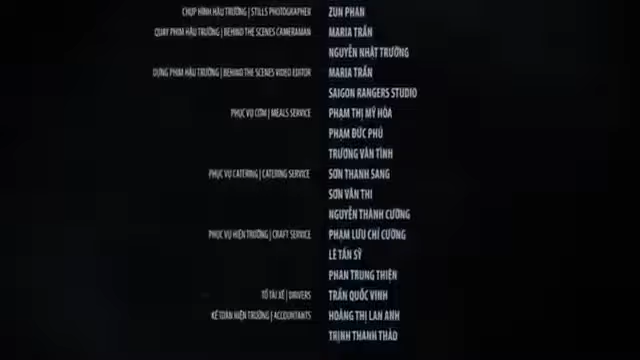 CHỤP HÌNH HẬU TRƯỜNG | STILLS PHOTOGRAPHER ZUN PHAN
QUAY PHIM HẬU TRƯỜNG | BEHIND THE SCENES CAMERAMAN MARIA TRẦN
NGUYỄN NHẬT TRƯỜNG
DỰNG PHIM HẬU TRƯỜNG | BEHIND THE SCENES VIDEO EDITOR MARIA TRẦN
SAIGON RANGERS STUDIO
PHỤC VỤ CƠM | MEALS SERVICE PHẠM THỊ MỸ HÒA
PHẠM ĐỨC PHÚ
TRƯƠNG VĂN TÌNH
PHỤC VỤ CATERING | CATERING SERVICE SƠN THANH SANG
SƠN VĂN THI
NGUYỄN THÀNH CƯỜNG
PHỤC VỤ HIỆN TRƯỜNG | CRAFT SERVICE PHẠM LƯU CHÍ CƯỜNG
LÊ TẤN SỸ
PHAN TRUNG THIỆN
TỔ TÀI XẾ | DRIVERS TRẦN QUỐC VINH
KẾ TOÁN HIỆN TRƯỜNG | ACCOUNTANTS HOÀNG THỊ LAN ANH
TRỊNH THANH THẢO